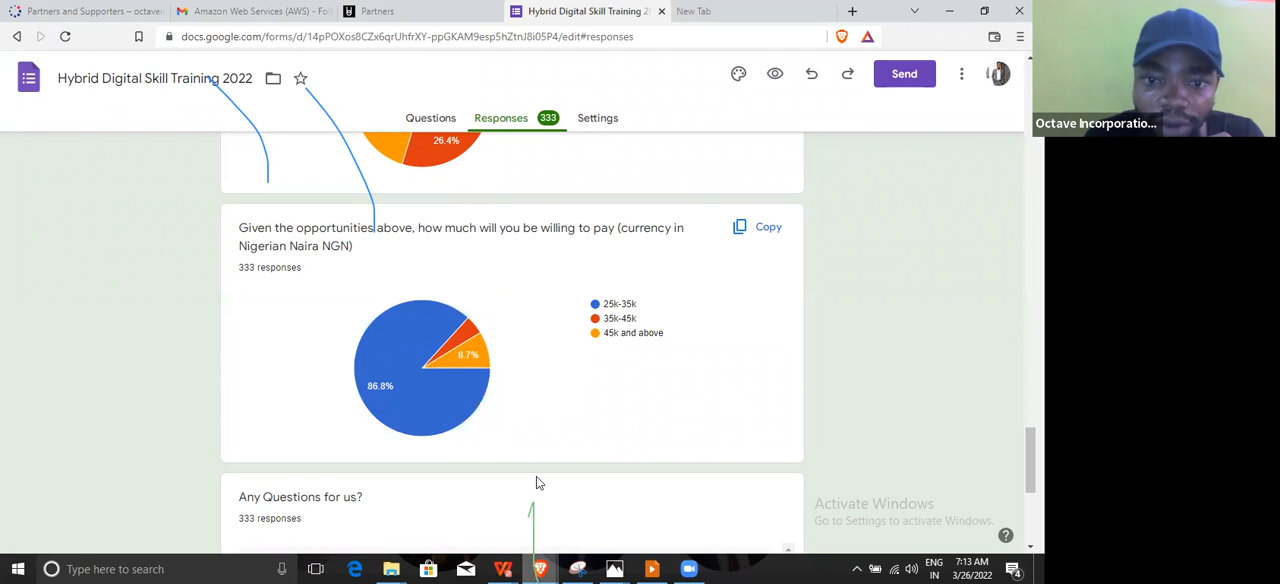 Partners and Supporters – octavein
Amazon Web Services (AWS) - Foll
Partners
Hybrid Digital Skill Training 2
New Tab
docs.google.com/forms/d/14pPOXos8CZx6qrUhfrXY-ppGKAM9esp5hZtnJ8i05P4/edit#responses
Hybrid Digital Skill Training 2022
Send
Questions
Responses 333
Settings
26.4%
Octave Incorporatio...
Given the opportunities above, how much will you be willing to pay (currency in
Nigerian Naira NGN)
Copy
333 responses
25k-35k
35k-45k
45k and above
8.7%
86.8%
Any Questions for us?
333 responses
Activate Windows
Go to Settings to activate Windows.
Type here to search
ENG
IN
7:13 AM
3/26/2022
4